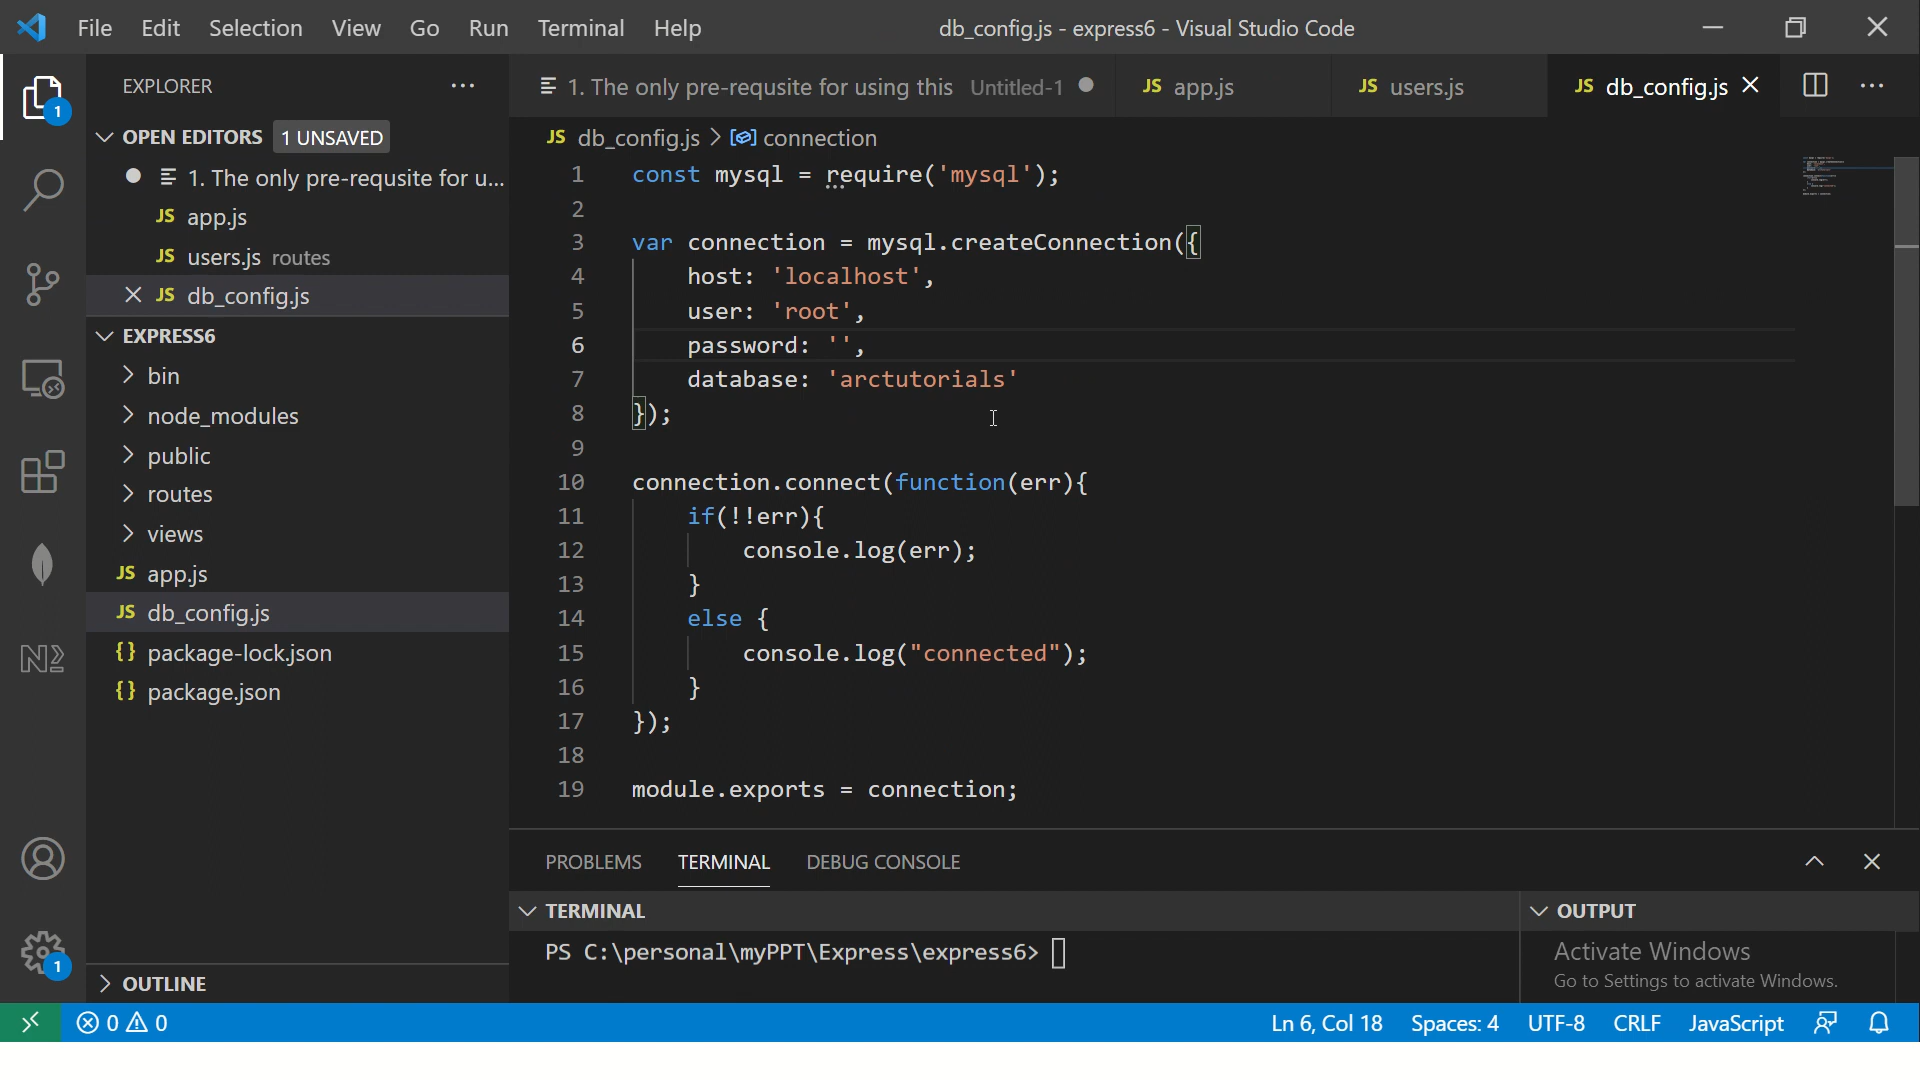 File Edit Selection View Go Run Terminal Help
db_config.js - express6 - Visual Studio Code
EXPLORER
1. The only pre-requsite for using this Untitled-1
JS app.js
JS users.js
JS db_config.js
1
OPEN EDITORS 1 UNSAVED
1. The only pre-requsite for u...
JS app.js
JS users.js routes
JS db_config.js
EXPRESS6
bin
node_modules
public
routes
views
JS app.js
JS db_config.js
{} package-lock.json
{} package.json
OUTLINE
1
JS db_config.js > connection
1 const mysql = require('mysql');
2
3 var connection = mysql.createConnection({
4 host: 'localhost',
5 user: 'root',
6 password: '',
7 database: 'arctutorials'
8 });
9
10 connection.connect(function(err){
11 if(!!err){
12 console.log(err);
13 }
14 else {
15 console.log("connected");
16 }
17 });
18
19 module.exports = connection;
PROBLEMS TERMINAL DEBUG CONSOLE
TERMINAL
OUTPUT
PS C:\personal\myPPT\Express\express6>
Activate Windows
Go to Settings to activate Windows.
0 0
Ln 6, Col 18 Spaces: 4 UTF-8 CRLF JavaScript